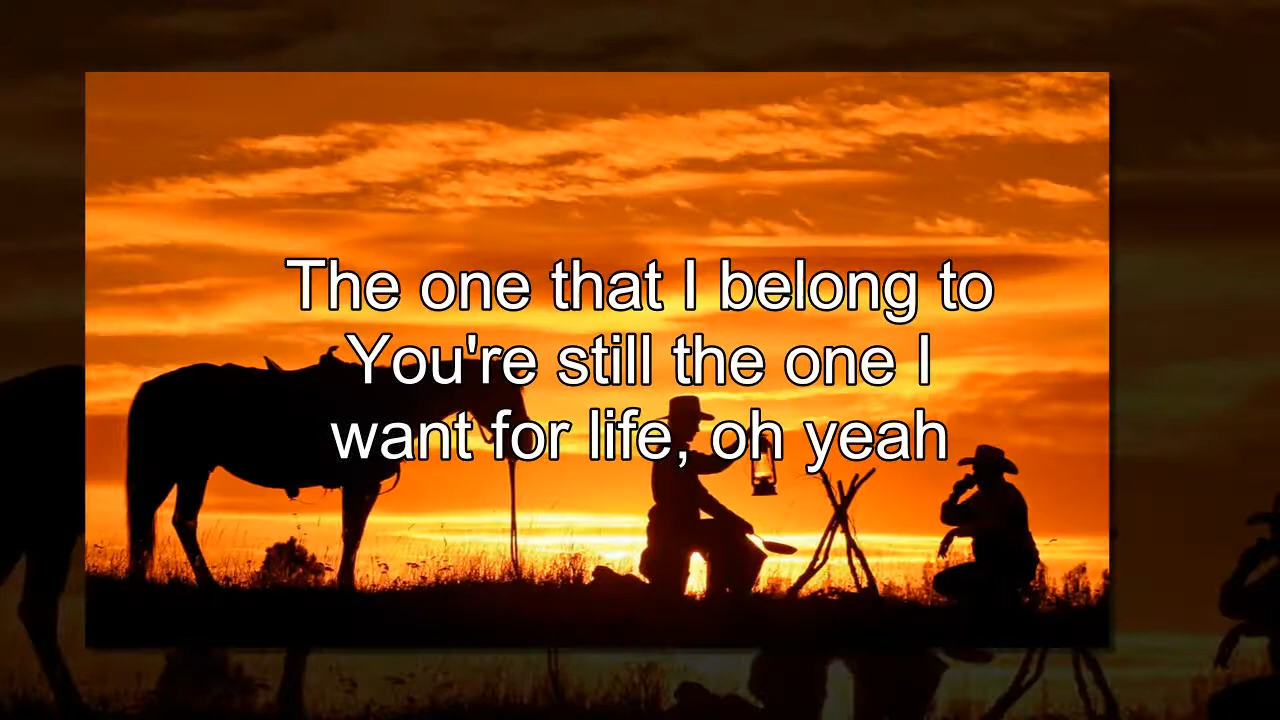 The one that I belong to
You're still the one I
want for life, oh yeah